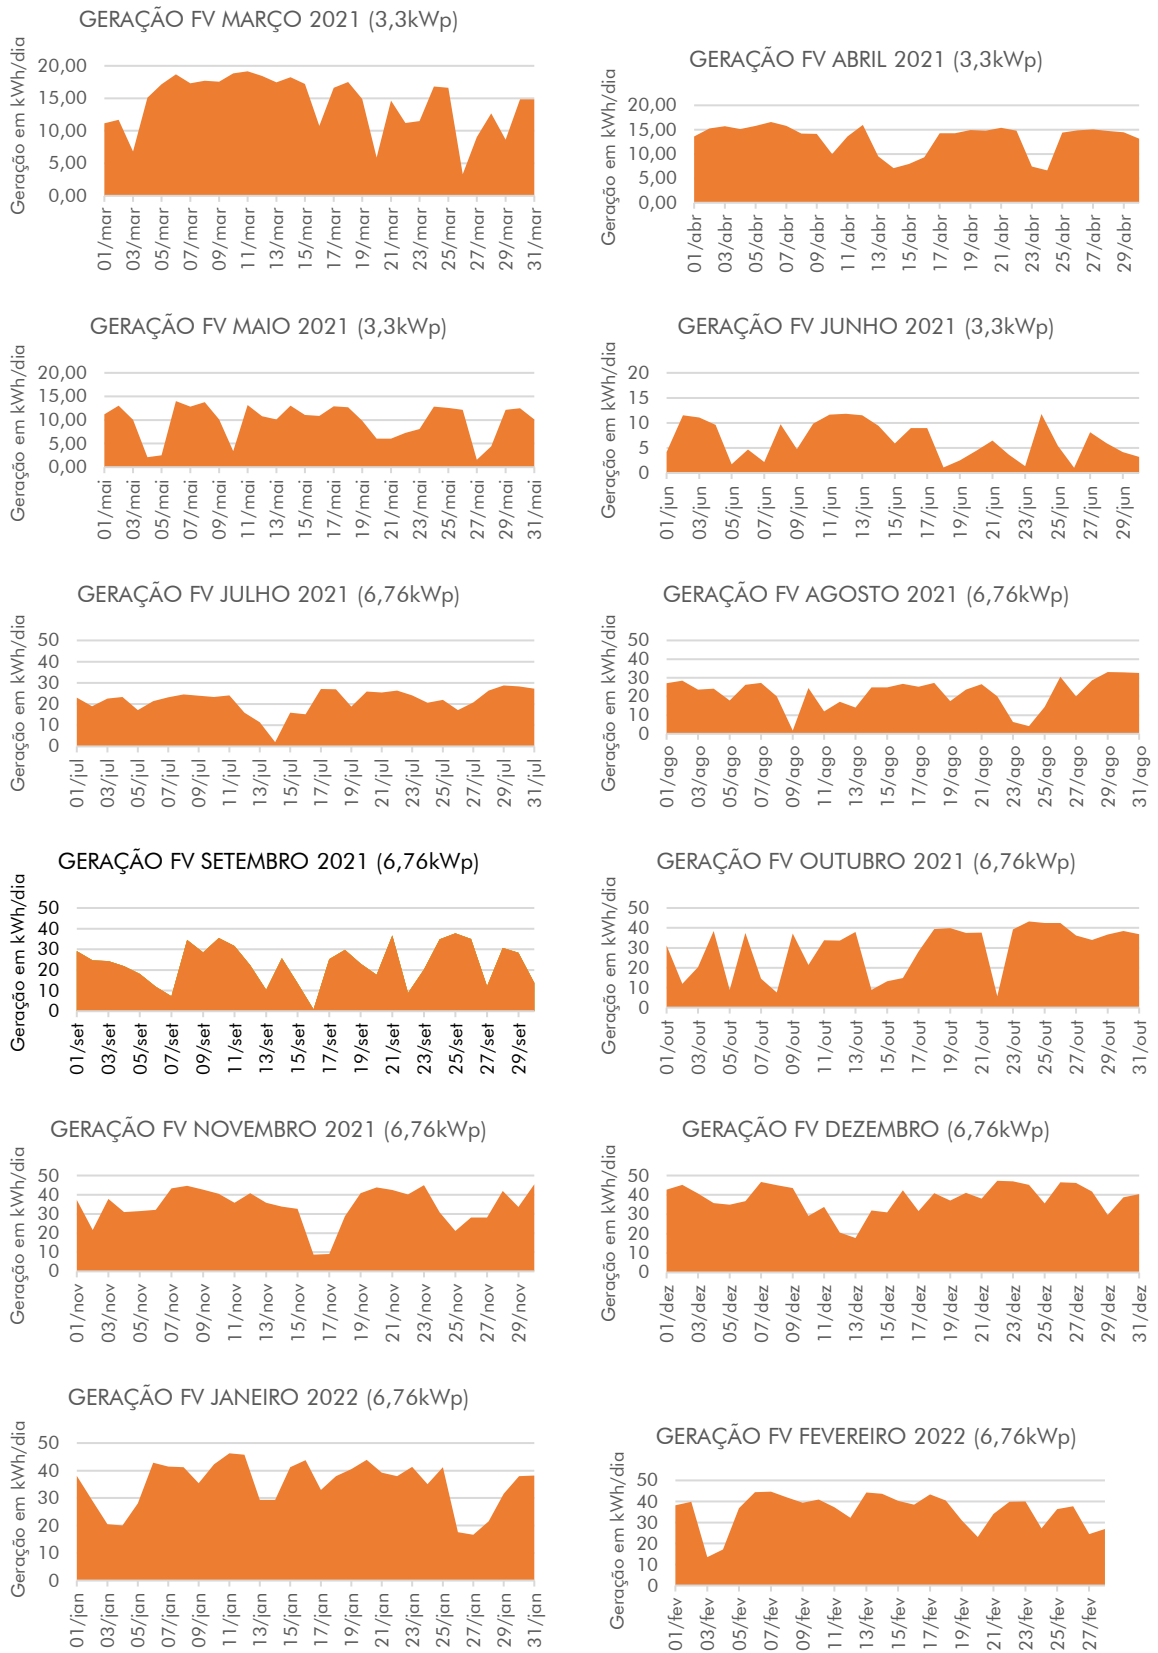 GERAÇÃO FV MARÇO 2021 (3,3kWp)
Geração em kWh/dia
20,00
15,00
10,00
5,00
0,00
01/mar
03/mar
05/mar
07/mar
09/mar
11/mar
13/mar
15/mar
17/mar
19/mar
21/mar
23/mar
25/mar
27/mar
29/mar
31/mar
GERAÇÃO FV ABRIL 2021 (3,3kWp)
Geração em kWh/dia
20,00
15,00
10,00
5,00
0,00
01/abr
03/abr
05/abr
07/abr
09/abr
11/abr
13/abr
15/abr
17/abr
19/abr
21/abr
23/abr
25/abr
27/abr
29/abr
GERAÇÃO FV MAIO 2021 (3,3kWp)
Geração em kWh/dia
20,00
15,00
10,00
5,00
0,00
01/mai
03/mai
05/mai
07/mai
09/mai
11/mai
13/mai
15/mai
17/mai
19/mai
21/mai
23/mai
25/mai
27/mai
29/mai
31/mai
GERAÇÃO FV JUNHO 2021 (3,3kWp)
Geração em kWh/dia
20
15
10
5
0
01/jun
03/jun
05/jun
07/jun
09/jun
11/jun
13/jun
15/jun
17/jun
19/jun
21/jun
23/jun
25/jun
27/jun
29/jun
GERAÇÃO FV JULHO 2021 (6,76kWp)
Geração em kWh/dia
50
40
30
20
10
0
01/jul
03/jul
05/jul
07/jul
09/jul
11/jul
13/jul
15/jul
17/jul
19/jul
21/jul
23/jul
25/jul
27/jul
29/jul
31/jul
GERAÇÃO FV AGOSTO 2021 (6,76kWp)
Geração em kWh/dia
50
40
30
20
10
0
01/ago
03/ago
05/ago
07/ago
09/ago
11/ago
13/ago
15/ago
17/ago
19/ago
21/ago
23/ago
25/ago
27/ago
29/ago
31/ago
GERAÇÃO FV SETEMBRO 2021 (6,76kWp)
Geração em kWh/dia
50
40
30
20
10
0
01/set
03/set
05/set
07/set
09/set
11/set
13/set
15/set
17/set
19/set
21/set
23/set
25/set
27/set
29/set
GERAÇÃO FV OUTUBRO 2021 (6,76kWp)
Geração em kWh/dia
50
40
30
20
10
0
01/out
03/out
05/out
07/out
09/out
11/out
13/out
15/out
17/out
19/out
21/out
23/out
25/out
27/out
29/out
31/out
GERAÇÃO FV NOVEMBRO 2021 (6,76kWp)
Geração em kWh/dia
50
40
30
20
10
0
01/nov
03/nov
05/nov
07/nov
09/nov
11/nov
13/nov
15/nov
17/nov
19/nov
21/nov
23/nov
25/nov
27/nov
29/nov
GERAÇÃO FV DEZEMBRO (6,76kWp)
Geração em kWh/dia
50
40
30
20
10
0
01/dez
03/dez
05/dez
07/dez
09/dez
11/dez
13/dez
15/dez
17/dez
19/dez
21/dez
23/dez
25/dez
27/dez
29/dez
31/dez
GERAÇÃO FV JANEIRO 2022 (6,76kWp)
Geração em kWh/dia
50
40
30
20
10
0
01/jan
03/jan
05/jan
07/jan
09/jan
11/jan
13/jan
15/jan
17/jan
19/jan
21/jan
23/jan
25/jan
27/jan
29/jan
31/jan
GERAÇÃO FV FEVEREIRO 2022 (6,76kWp)
Geração em kWh/dia
50
40
30
20
10
0
01/fev
03/fev
05/fev
07/fev
09/fev
11/fev
13/fev
15/fev
17/fev
19/fev
21/fev
23/fev
25/fev
27/fev